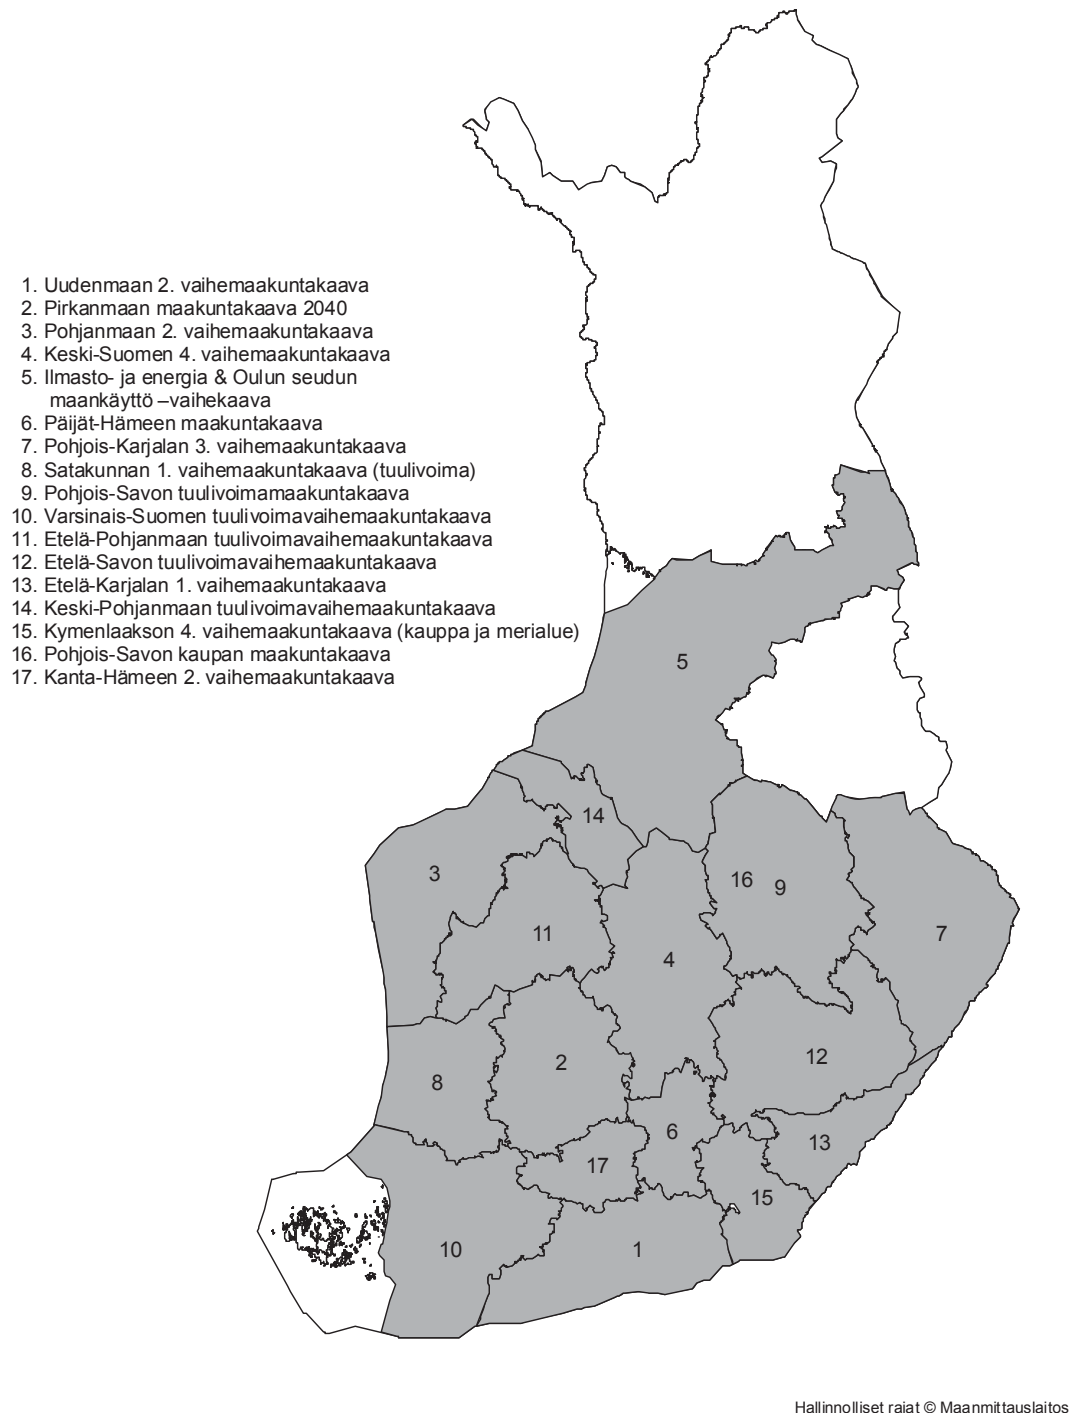 1. Uudenmaan 2. vaihemaakuntakaava
2. Pirkanmaan maakuntakaava 2040
3. Pohjanmaan 2. vaihemaakuntakaava
4. Keski-Suomen 4. vaihemaakuntakaava
5. Ilmasto- ja energia & Oulun seudun
maankäyttö –vaihekaava
6. Päijät-Hämeen maakuntakaava
7. Pohjois-Karjalan 3. vaihemaakuntakaava
8. Satakunnan 1. vaihemaakuntakaava (tuulivoima)
9. Pohjois-Savon tuulivoimamaakuntakaava
10. Varsinais-Suomen tuulivoimavaihemaakuntakaava
11. Etelä-Pohjanmaan tuulivoimavaihemaakuntakaava
12. Etelä-Savon tuulivoimavaihemaakuntakaava
13. Etelä-Karjalan 1. vaihemaakuntakaava
14. Keski-Pohjanmaan tuulivoimavaihemaakuntakaava
15. Kymenlaakson 4. vaihemaakuntakaava (kauppa ja merialue)
16. Pohjois-Savon kaupan maakuntakaava
17. Kanta-Hämeen 2. vaihemaakuntakaava
5
14
3
16 9
11
7
4
12
2
8
6
13
17
15
10
1
Hallinnolliset rajat © Maanmittauslaitos